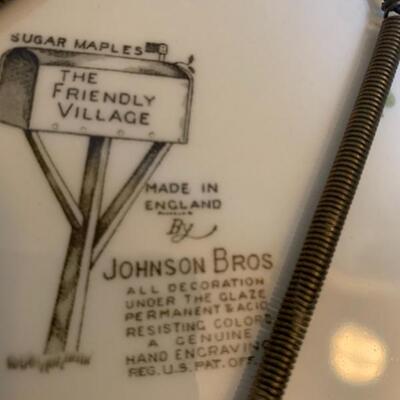 SUGAR MAPLES
THE
FRIENDLY
VILLAGE
MADE IN
ENGLAND
By
JOHNSON BROS
ALL DECORATION
UNDER THE GLAZE
PERMANENT & ACID
RESISTING COLORS
A GENUINE
HAND ENGRAVING
REG. U.S. PAT. OFF.